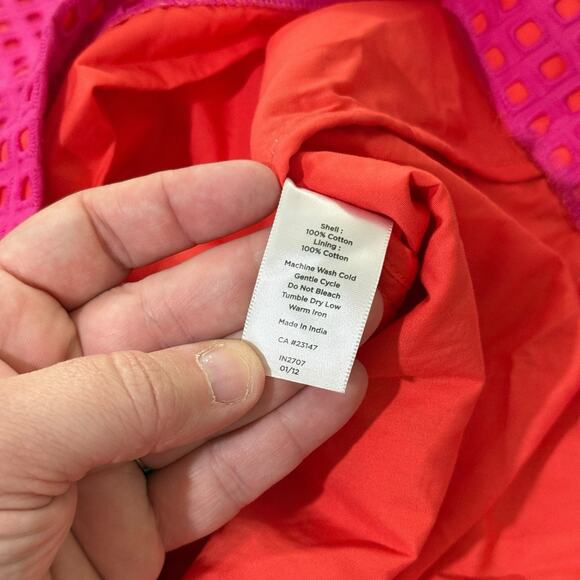 Shell :
100% Cotton
Lining :
100% Cotton
Machine Wash Cold
Gentle Cycle
Do Not Bleach
Tumble Dry Low
Warm Iron
Made In India
CA #23147
IN2707
01/12